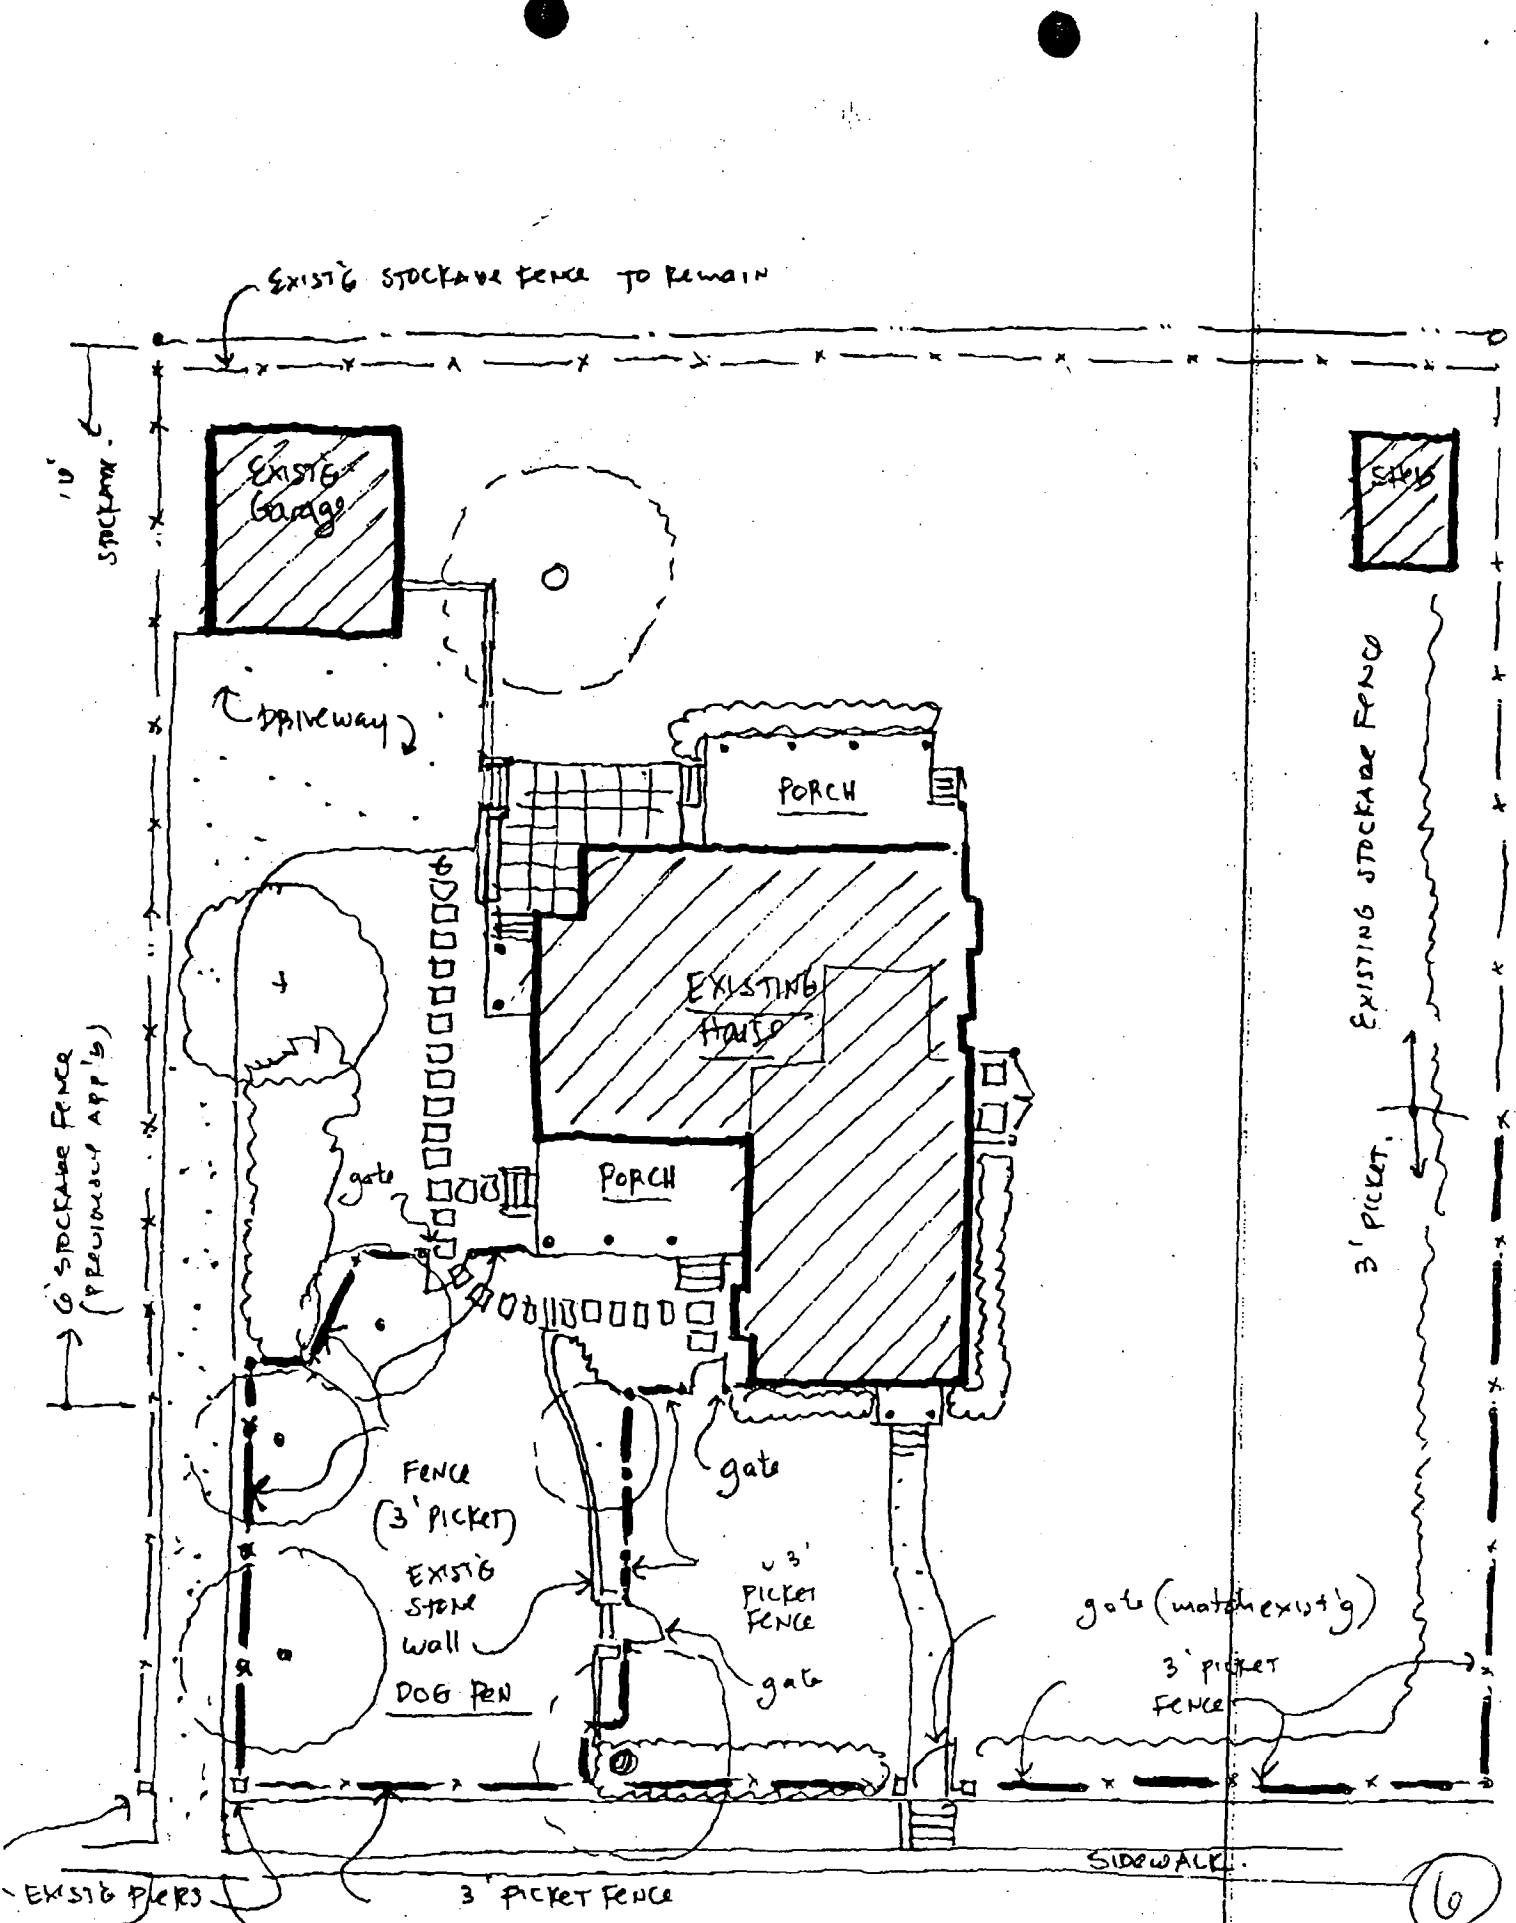 EXIST'G STOCKADE FENCE TO REMAIN
10'
STOCKADE.
EXIST'G
Garage
SHED
DRIVEWAY
PORCH
EXISTING STOCKADE FENCE
EXISTING
HOUSE
6' STOCKADE FENCE
(PREVIOUSLY APP'D)
gate
PORCH
3' PICKET.
FENCE
(3' PICKET)
gate
EXIST'G
STONE
wall
3'
PICKET
FENCE
gate (match exist'g)
3' picket
FENCE
gate
DOG PEN
SIDEWALK.
EXIST'G PIERS
3' PICKET FENCE
6